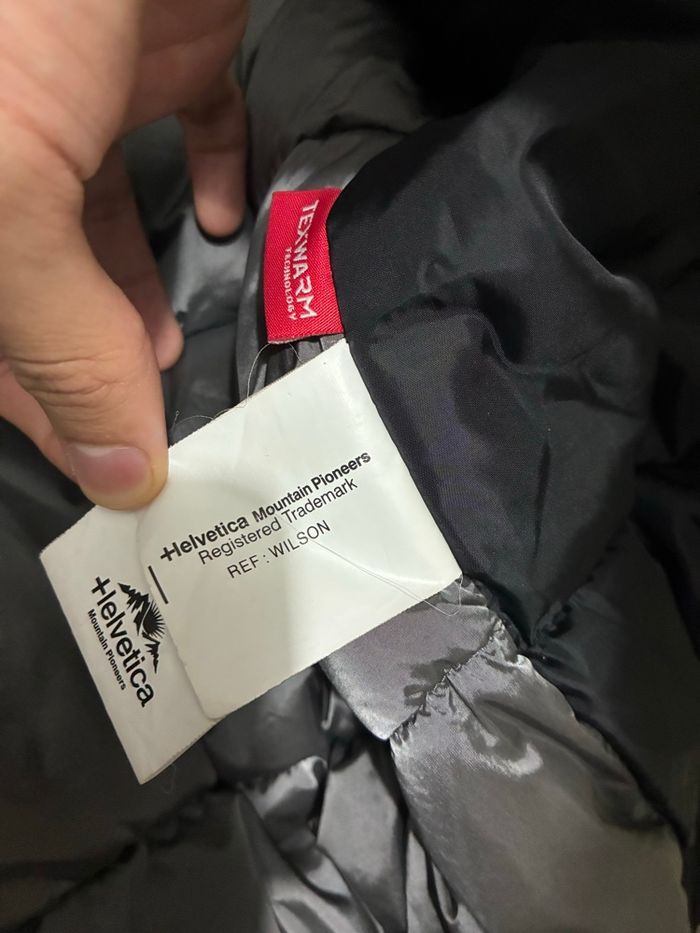 TEXWARM
TECHNOLOGY
+Helvetica Mountain Pioneers
Registered Trademark
REF : WILSON
+Helvetica
Mountain Pioneers